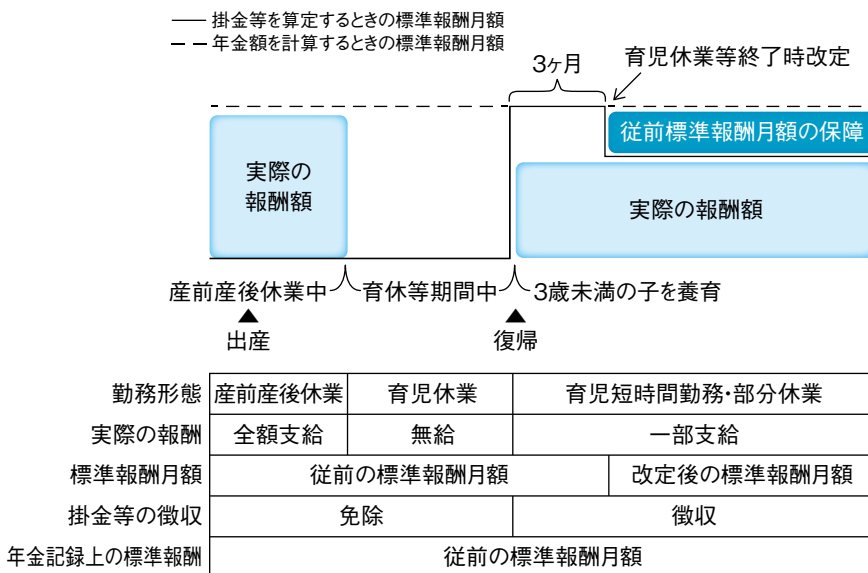 掛金等を算定するときの標準報酬月額
年金額を計算するときの標準報酬月額
3ヶ月
育児休業等終了時改定
従前標準報酬月額の保障
実際の
報酬額
実際の報酬額
産前産後休業中
育休等期間中
3歳未満の子を養育
▲
出産
▲
復帰
勤務形態 産前産後休業 育児休業 育児短時間勤務・部分休業
実際の報酬 全額支給 無給 一部支給
標準報酬月額 従前の標準報酬月額 改定後の標準報酬月額
掛金等の徴収 免除 徴収
年金記録上の標準報酬 従前の標準報酬月額